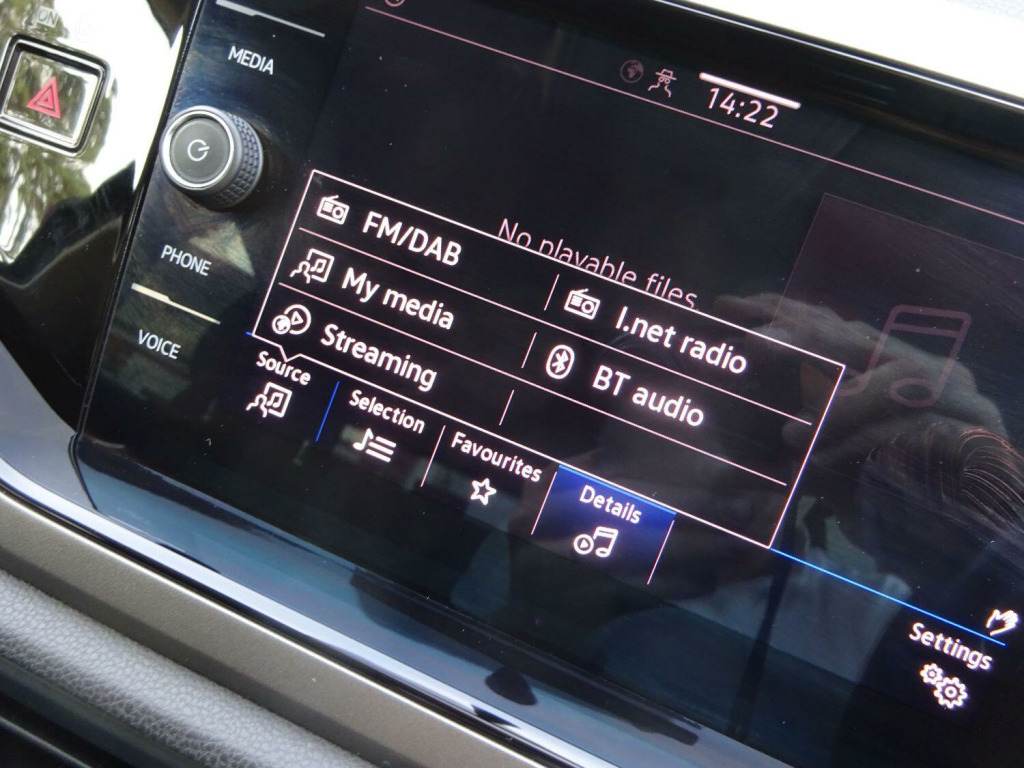 ON
MEDIA
14:22
No playable files
FM/DAB
I.net radio
My media
BT audio
Streaming
PHONE
VOICE
Source
Selection
Favourites
Details
Settings